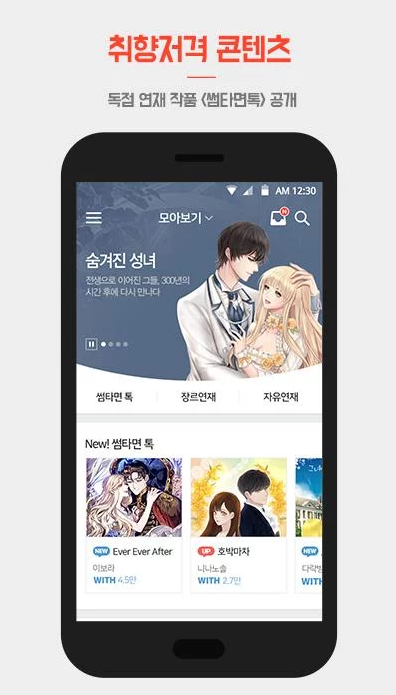 취향저격 콘텐츠
독점 연재 작품 <썸타면톡> 공개
AM 12:30
모아보기
N
숨겨진 성녀
전생으로 이어진 그들, 300년의
시간 후에 다시 만나다
썸타면 톡
장르연재
자유연재
New! 썸타면 톡
NEW Ever Ever After
이보라
WITH 4.5만
UP 호박마차
니나노슬
WITH 2.7만
그녀
NEW 다락방
WITH